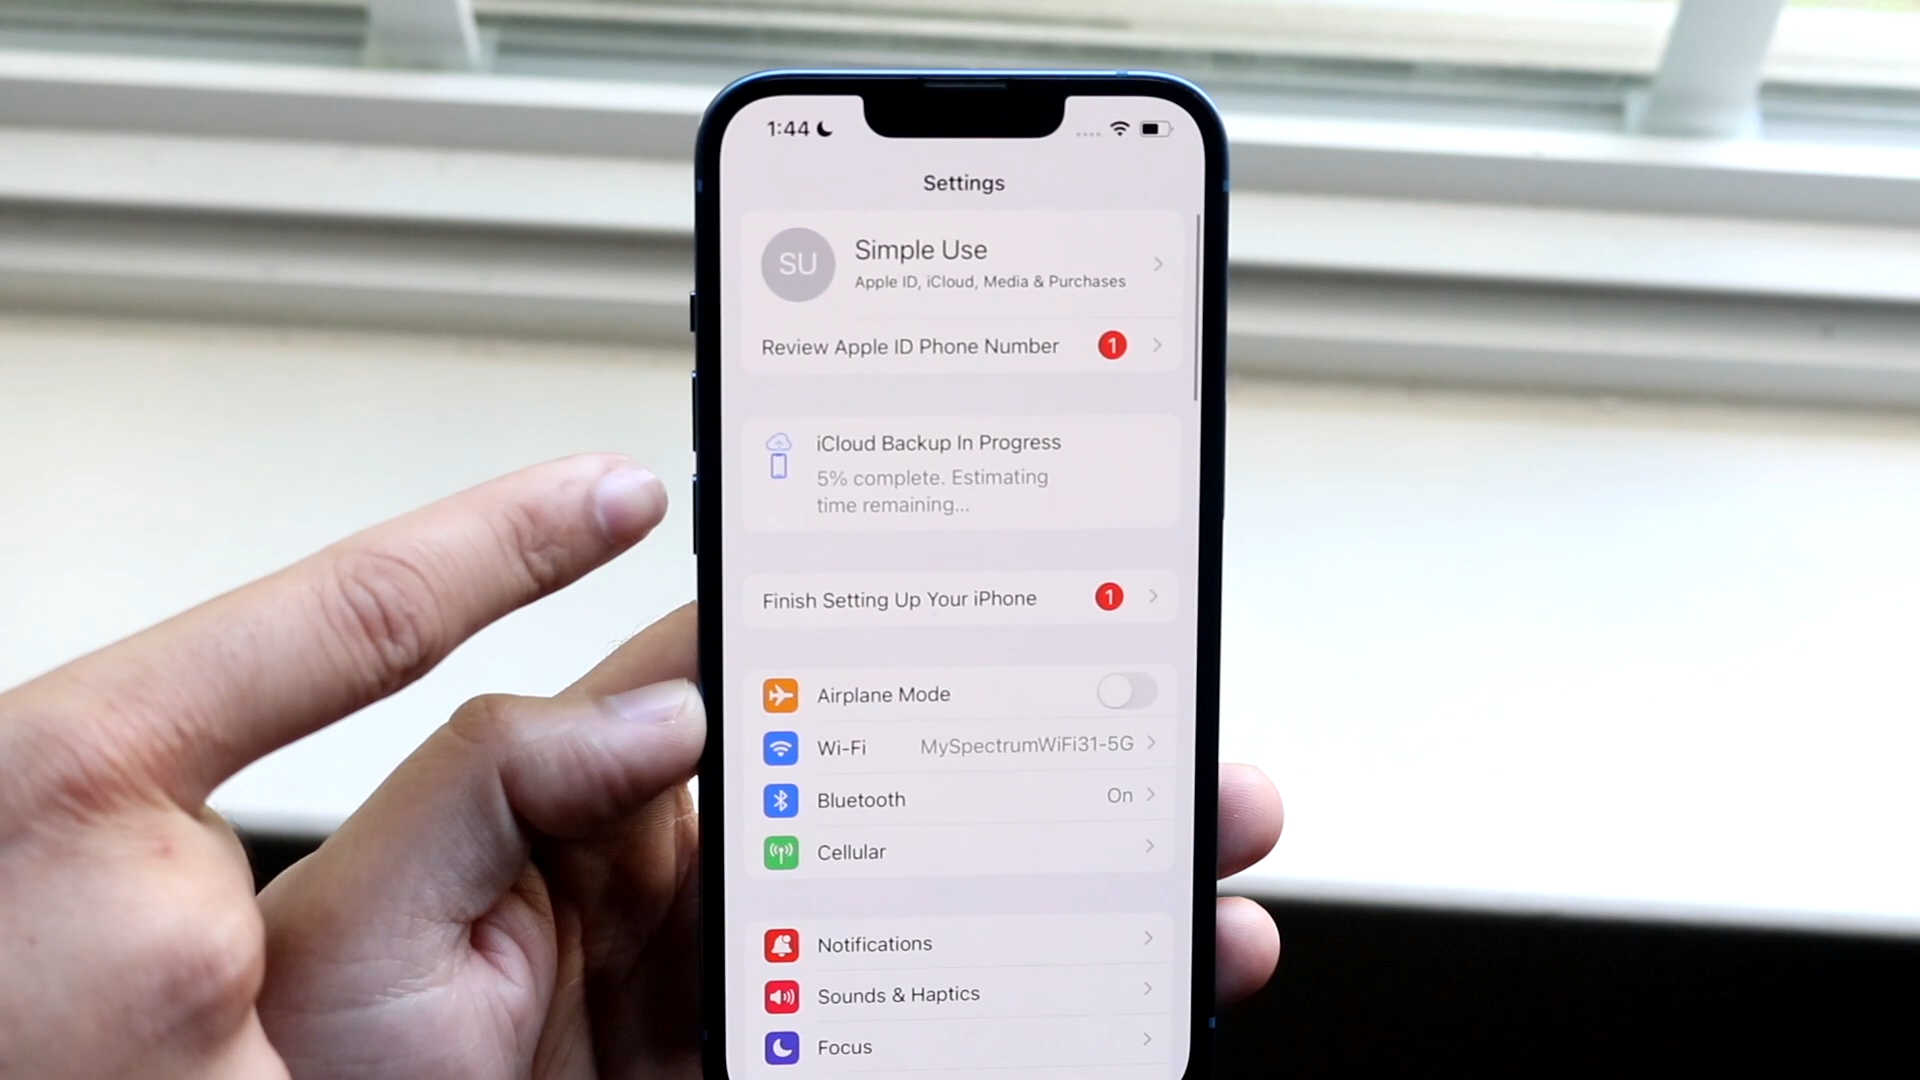 1:44
Settings
SU
Simple Use
Apple ID, iCloud, Media & Purchases
Review Apple ID Phone Number 1
iCloud Backup In Progress
5% complete. Estimating
time remaining...
Finish Setting Up Your iPhone 1
Airplane Mode
Wi-Fi MySpectrumWiFi31-5G
Bluetooth On
Cellular
Notifications
Sounds & Haptics
Focus